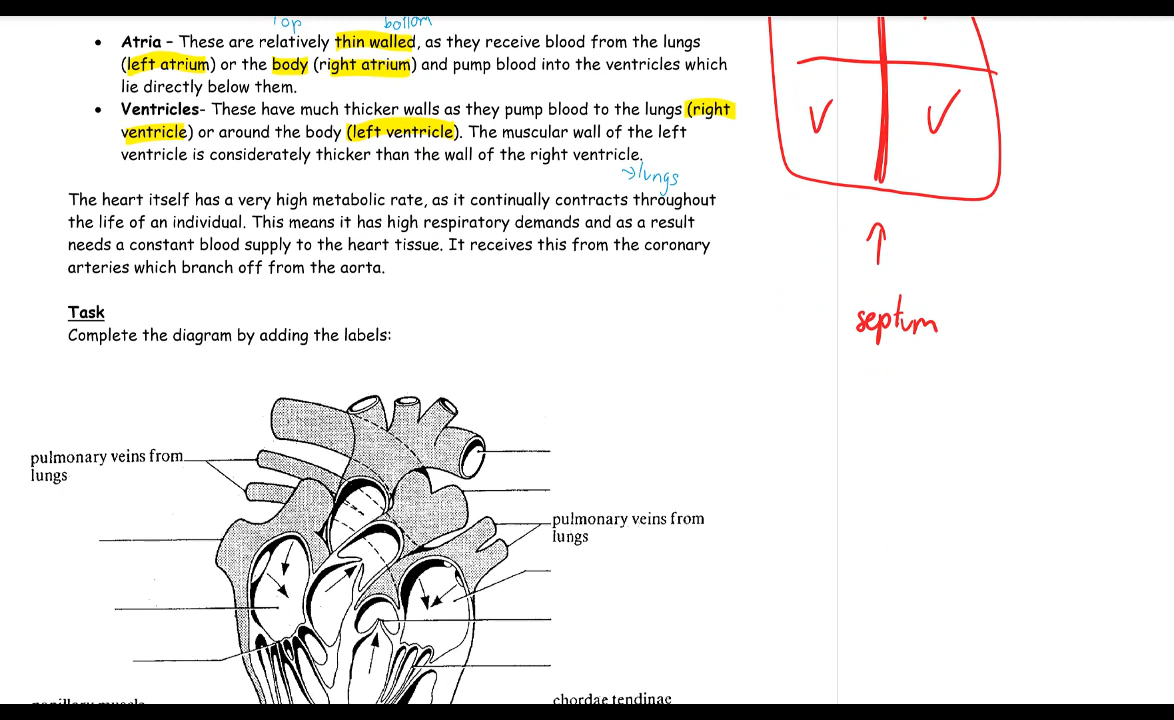 Top bottom
• Atria – These are relatively thin walled, as they receive blood from the lungs
(left atrium) or the body (right atrium) and pump blood into the ventricles which
lie directly below them.
• Ventricles- These have much thicker walls as they pump blood to the lungs (right
ventricle) or around the body (left ventricle). The muscular wall of the left
ventricle is considerately thicker than the wall of the right ventricle.
→lungs
The heart itself has a very high metabolic rate, as it continually contracts throughout
the life of an individual. This means it has high respiratory demands and as a result
needs a constant blood supply to the heart tissue. It receives this from the coronary
arteries which branch off from the aorta.
Task
Complete the diagram by adding the labels:
pulmonary veins from
lungs
pulmonary veins from
lungs
chordae tendinae
V V
septum